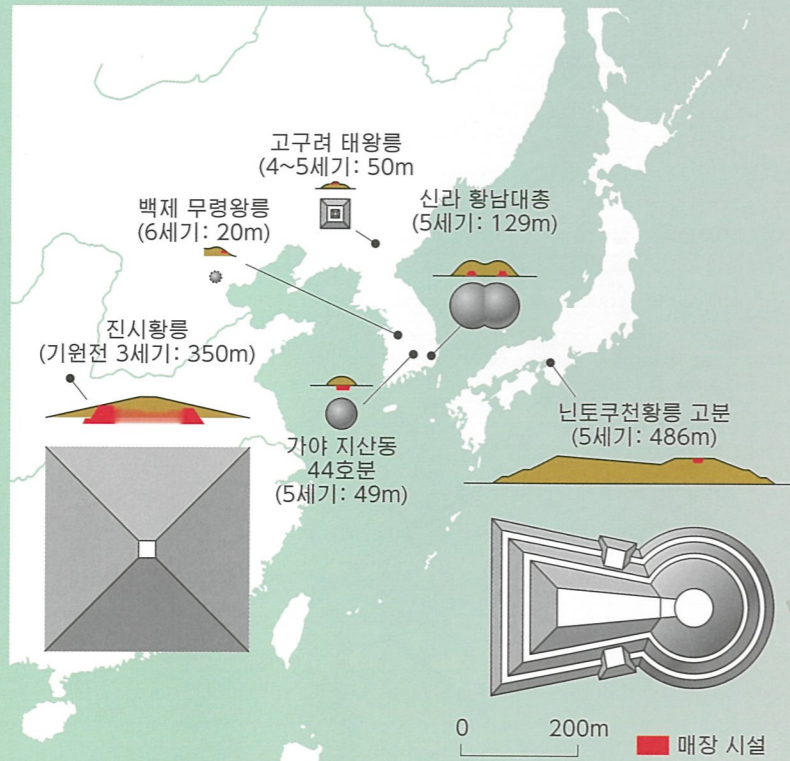 고구려 태왕릉
(4~5세기: 50m
신라 황남대총
(5세기: 129m)
백제 무령왕릉
(6세기: 20m)
진시황릉
(기원전 3세기: 350m)
가야 지산동
44호분
(5세기: 49m)
닌토쿠천황릉 고분
(5세기: 486m)
0 200m
매장 시설